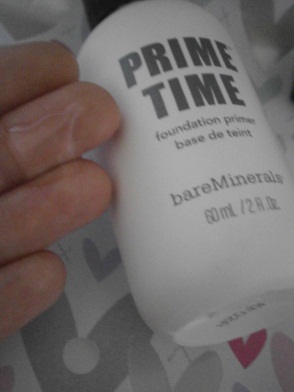 PRIME
TIME
foundation primer
base de teint
bareMinerals
60 mL / 2 Fl. Oz.